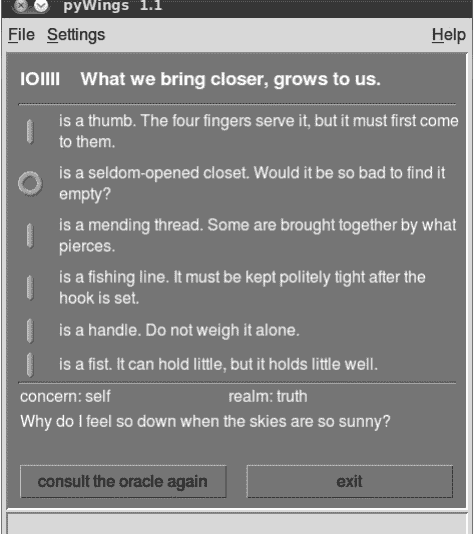 pyWings 1.1
File Settings Help
IOIIII What we bring closer, grows to us.
is a thumb. The four fingers serve it, but it must first come
to them.
is a seldom-opened closet. Would it be so bad to find it
empty?
is a mending thread. Some are brought together by what
pierces.
is a fishing line. It must be kept politely tight after the
hook is set.
is a handle. Do not weigh it alone.
is a fist. It can hold little, but it holds little well.
concern: self realm: truth
Why do I feel so down when the skies are so sunny?
consult the oracle again exit